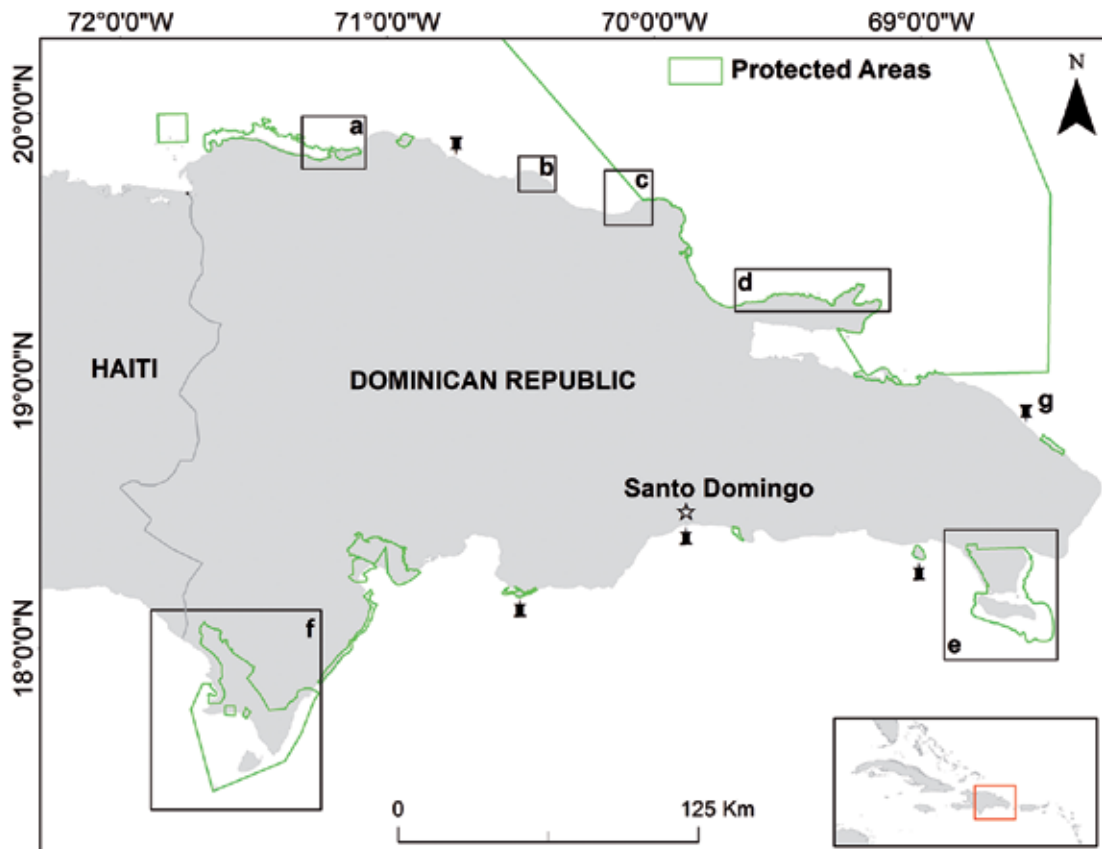 72°0'0"W 71°0'0"W 70°0'0"W 69°0'0"W
20°0'0"N
19°0'0"N
18°0'0"N
Protected Areas
N
a
b
c
d
HAITI
DOMINICAN REPUBLIC
g
Santo Domingo
f
e
0 125 Km